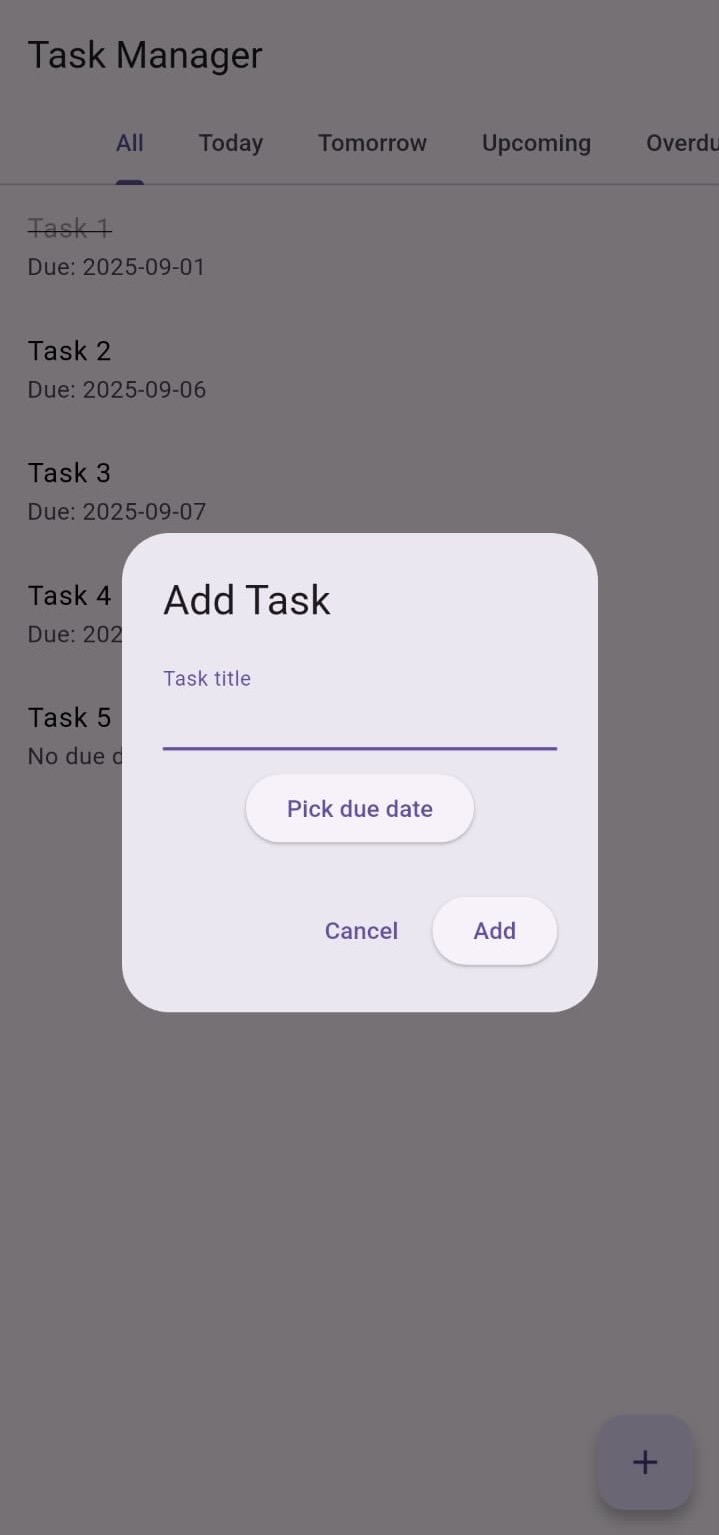 Task Manager
All Today Tomorrow Upcoming Overdu
Task 1
Due: 2025-09-01
Task 2
Due: 2025-09-06
Task 3
Due: 2025-09-07
Task 4
Due: 202
Task 5
No due d
Add Task
Task title
Pick due date
Cancel Add
+